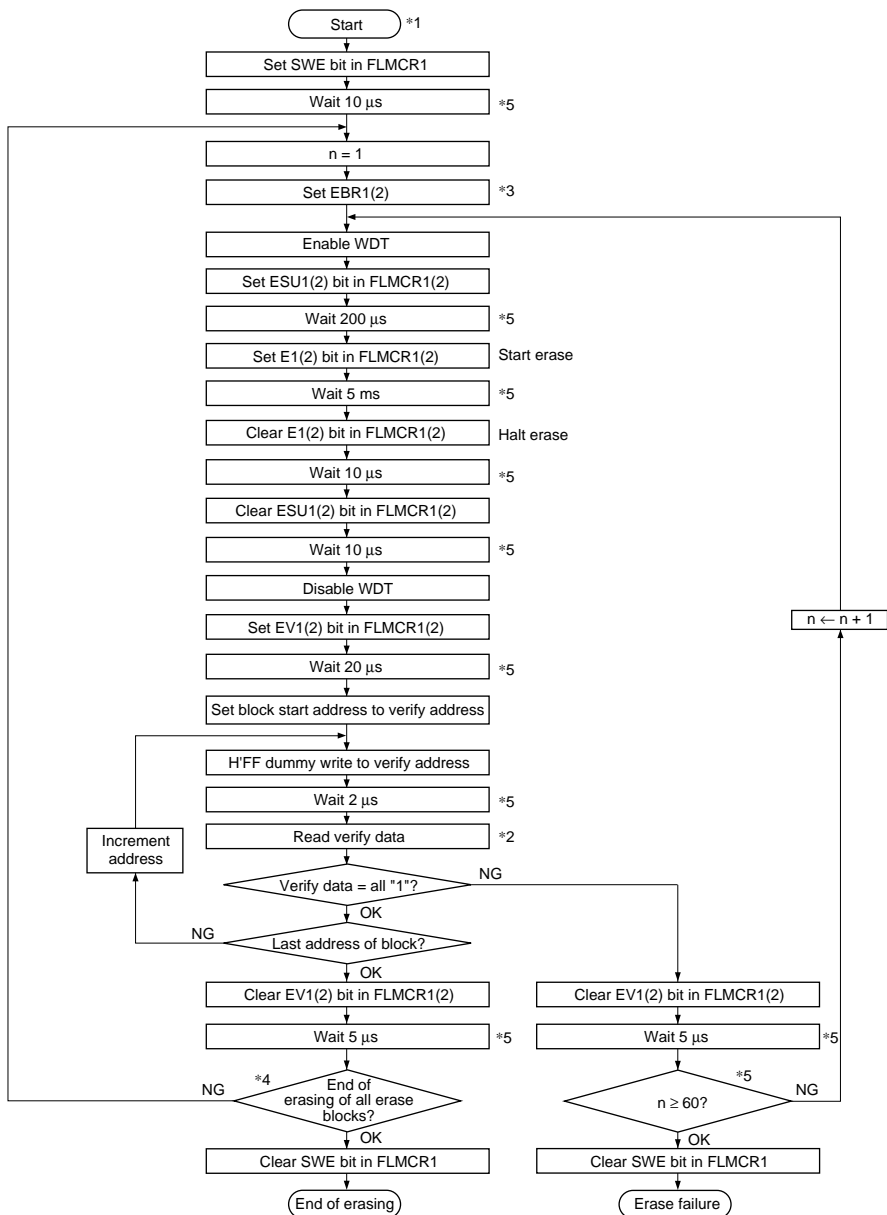 Start *1
Set SWE bit in FLMCR1
Wait 10 μs *5
n = 1
Set EBR1(2) *3
Enable WDT
Set ESU1(2) bit in FLMCR1(2)
Wait 200 μs *5
Set E1(2) bit in FLMCR1(2) Start erase
Wait 5 ms *5
Clear E1(2) bit in FLMCR1(2) Halt erase
Wait 10 μs *5
Clear ESU1(2) bit in FLMCR1(2)
Wait 10 μs *5
Disable WDT
n ← n + 1
Set EV1(2) bit in FLMCR1(2)
Wait 20 μs *5
Set block start address to verify address
H'FF dummy write to verify address
Wait 2 μs *5
Increment
address
Read verify data *2
Verify data = all "1"? NG
OK
NG Last address of block?
OK
Clear EV1(2) bit in FLMCR1(2) Clear EV1(2) bit in FLMCR1(2)
Wait 5 μs *5 Wait 5 μs *5
NG *4
End of
erasing of all erase
blocks?
*5
n ≥ 60? NG
OK OK
Clear SWE bit in FLMCR1 Clear SWE bit in FLMCR1
End of erasing Erase failure